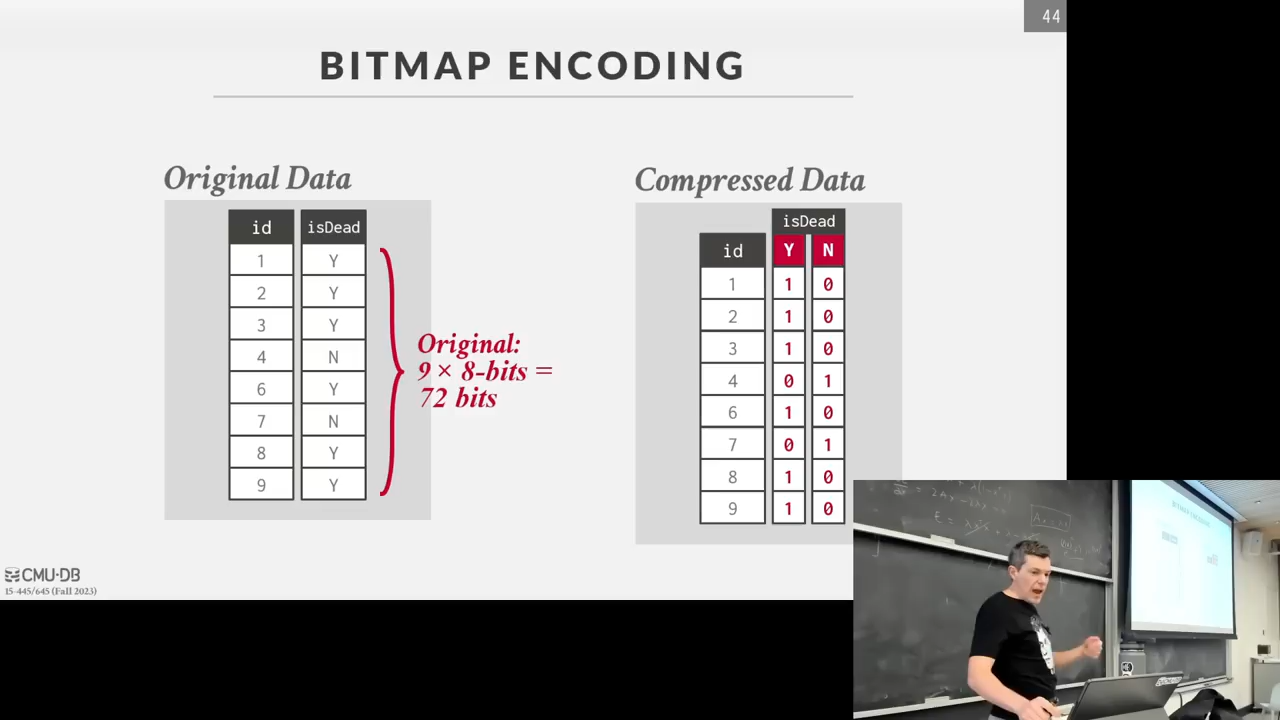 44
BITMAP ENCODING
Original Data
id isDead
1 Y
2 Y
3 Y
4 N
6 Y
7 N
8 Y
9 Y
Original:
9 × 8-bits =
72 bits
Compressed Data
isDead
id Y N
1 1 0
2 1 0
3 1 0
4 0 1
6 1 0
7 0 1
8 1 0
9 1 0
CMU·DB
15-445/645 (Fall 2023)
BITMAP ENCODING